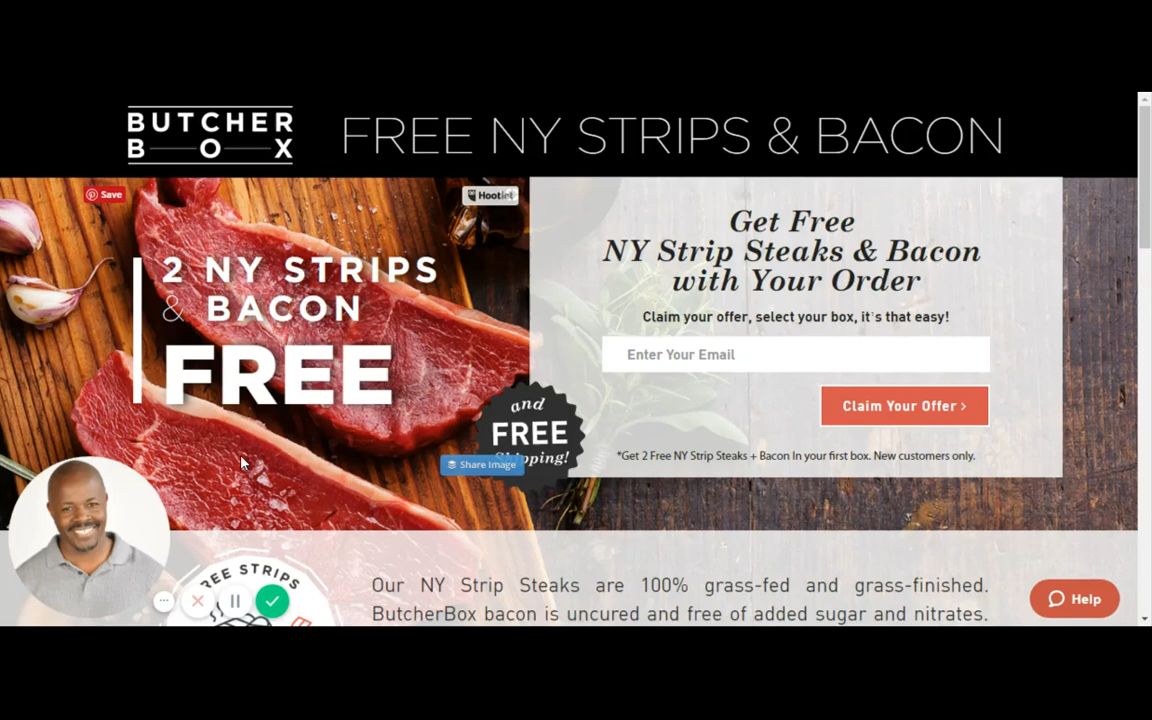 BUTCHER
B O X
FREE NY STRIPS & BACON
Save
2 NY STRIPS
& BACON
FREE
and
FREE
Shipping!
Share Image
Get Free
NY Strip Steaks & Bacon
with Your Order
Claim your offer, select your box, it's that easy!
Enter Your Email
Claim Your Offer >
*Get 2 Free NY Strip Steaks + Bacon In your first box. New customers only.
Our NY Strip Steaks are 100% grass-fed and grass-finished.
ButcherBox bacon is uncured and free of added sugar and nitrates.
Help